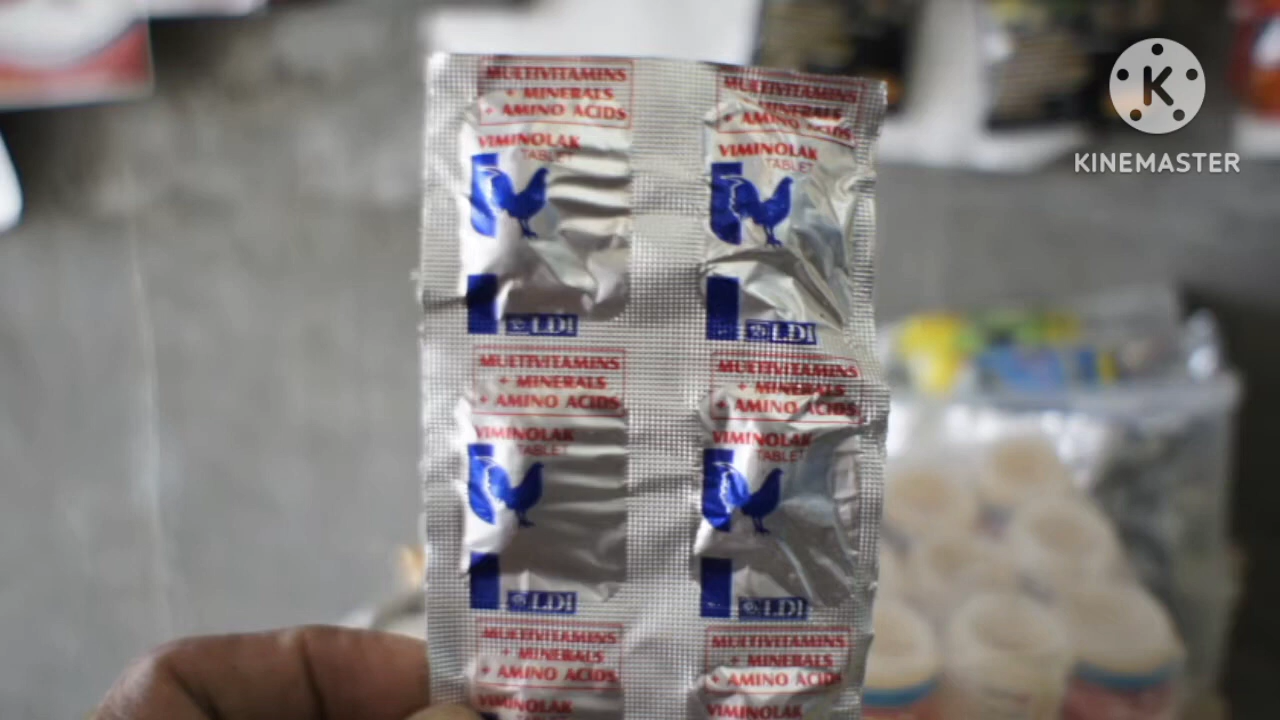 MULTIVITAMINS
+ MINERALS
+ AMINO ACIDS
VIMINOLAK
TABLET
LDI
MULTIVITAMINS
+ MINERALS
+ AMINO ACIDS
VIMINOLAK
TABLET
LDI
MULTIVITAMINS
+ MINERALS
+ AMINO ACIDS
VIMINOLAK
TABLET
LDI
MULTIVITAMINS
+ MINERALS
+ AMINO ACIDS
VIMINOLAK
TABLET
LDI
MULTIVITAMINS
+ MINERALS
+ AMINO ACIDS
VIMINOLAK
TABLET
MULTIVITAMINS
+ MINERALS
+ AMINO ACIDS
VIMINOLAK
K
KINEMASTER